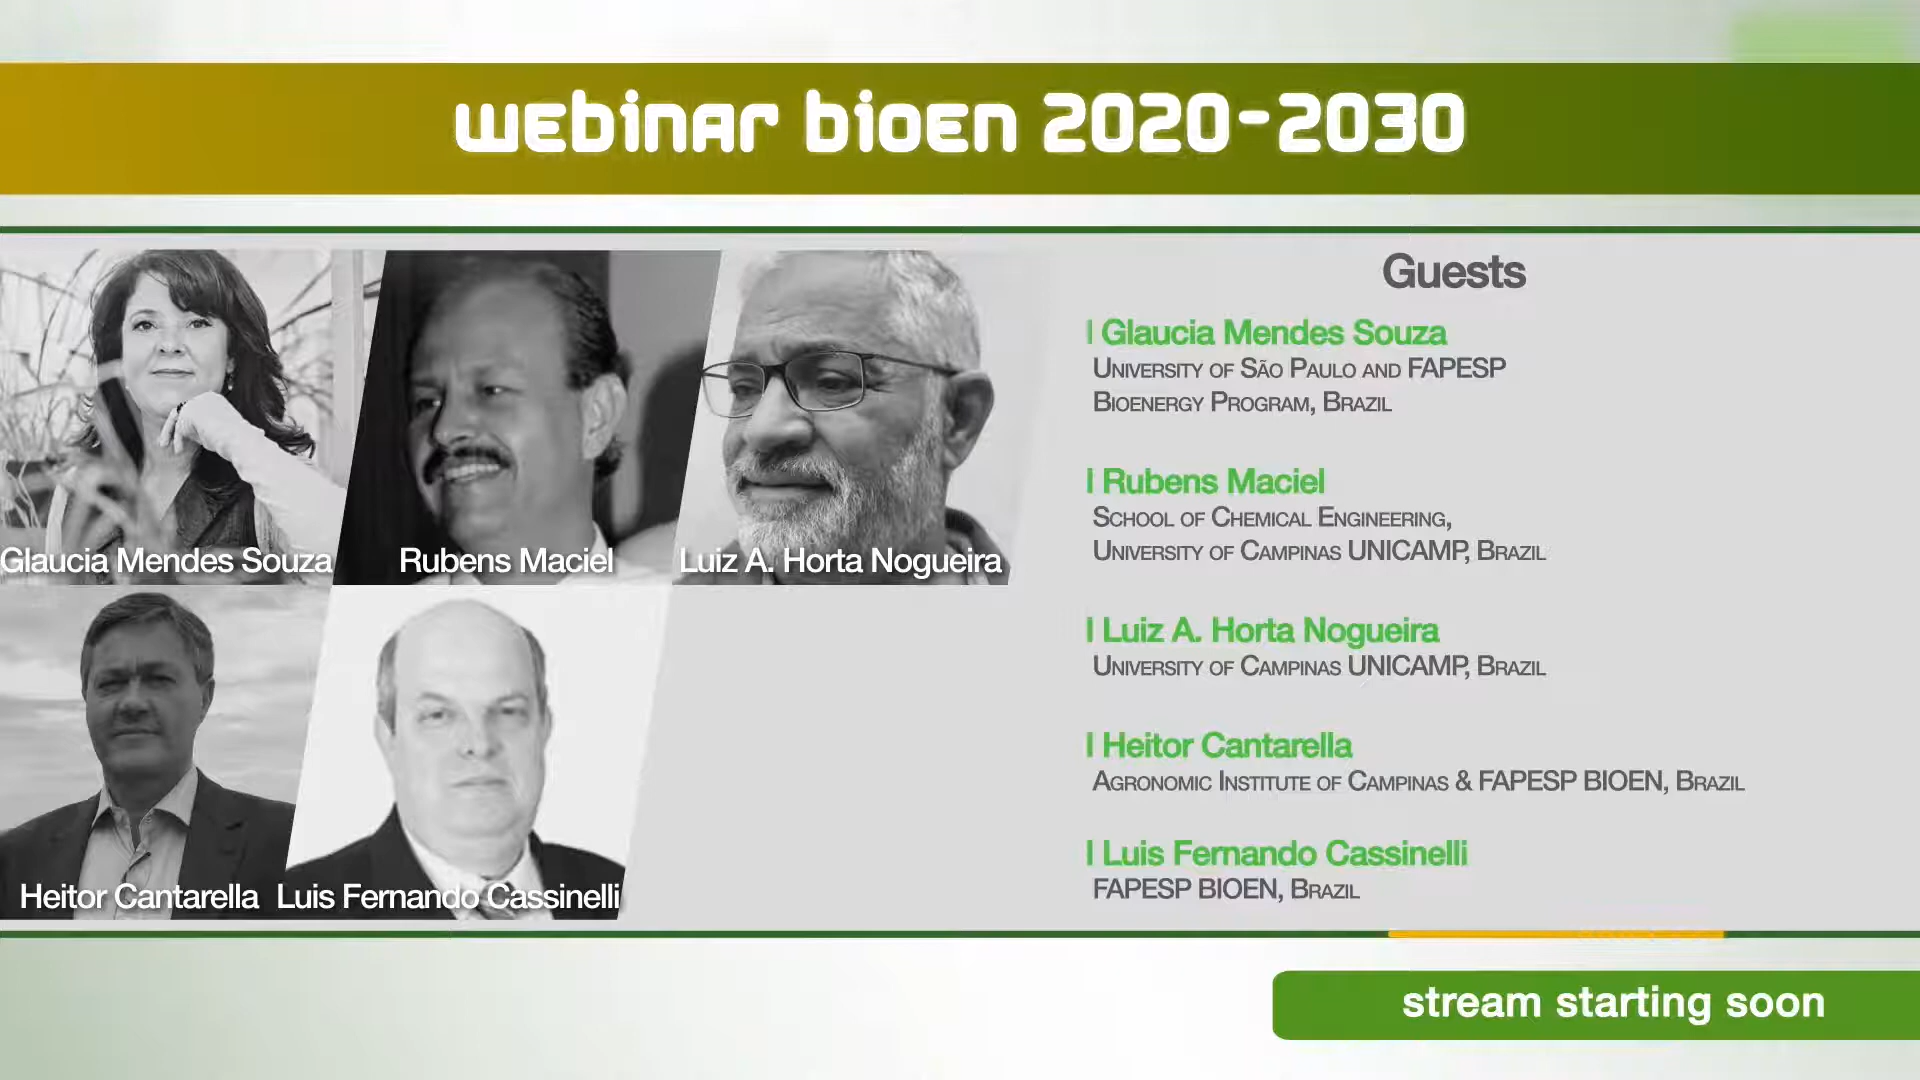 webinar bioen 2020-2030
Glaucia Mendes Souza
Rubens Maciel
Luiz A. Horta Nogueira
Heitor Cantarella
Luis Fernando Cassinelli
Guests
| Glaucia Mendes Souza
University of São Paulo and FAPESP
Bioenergy Program, Brazil
| Rubens Maciel
School of Chemical Engineering,
University of Campinas UNICAMP, Brazil
| Luiz A. Horta Nogueira
University of Campinas UNICAMP, Brazil
| Heitor Cantarella
Agronomic Institute of Campinas & FAPESP BIOEN, Brazil
| Luis Fernando Cassinelli
FAPESP BIOEN, Brazil
stream starting soon